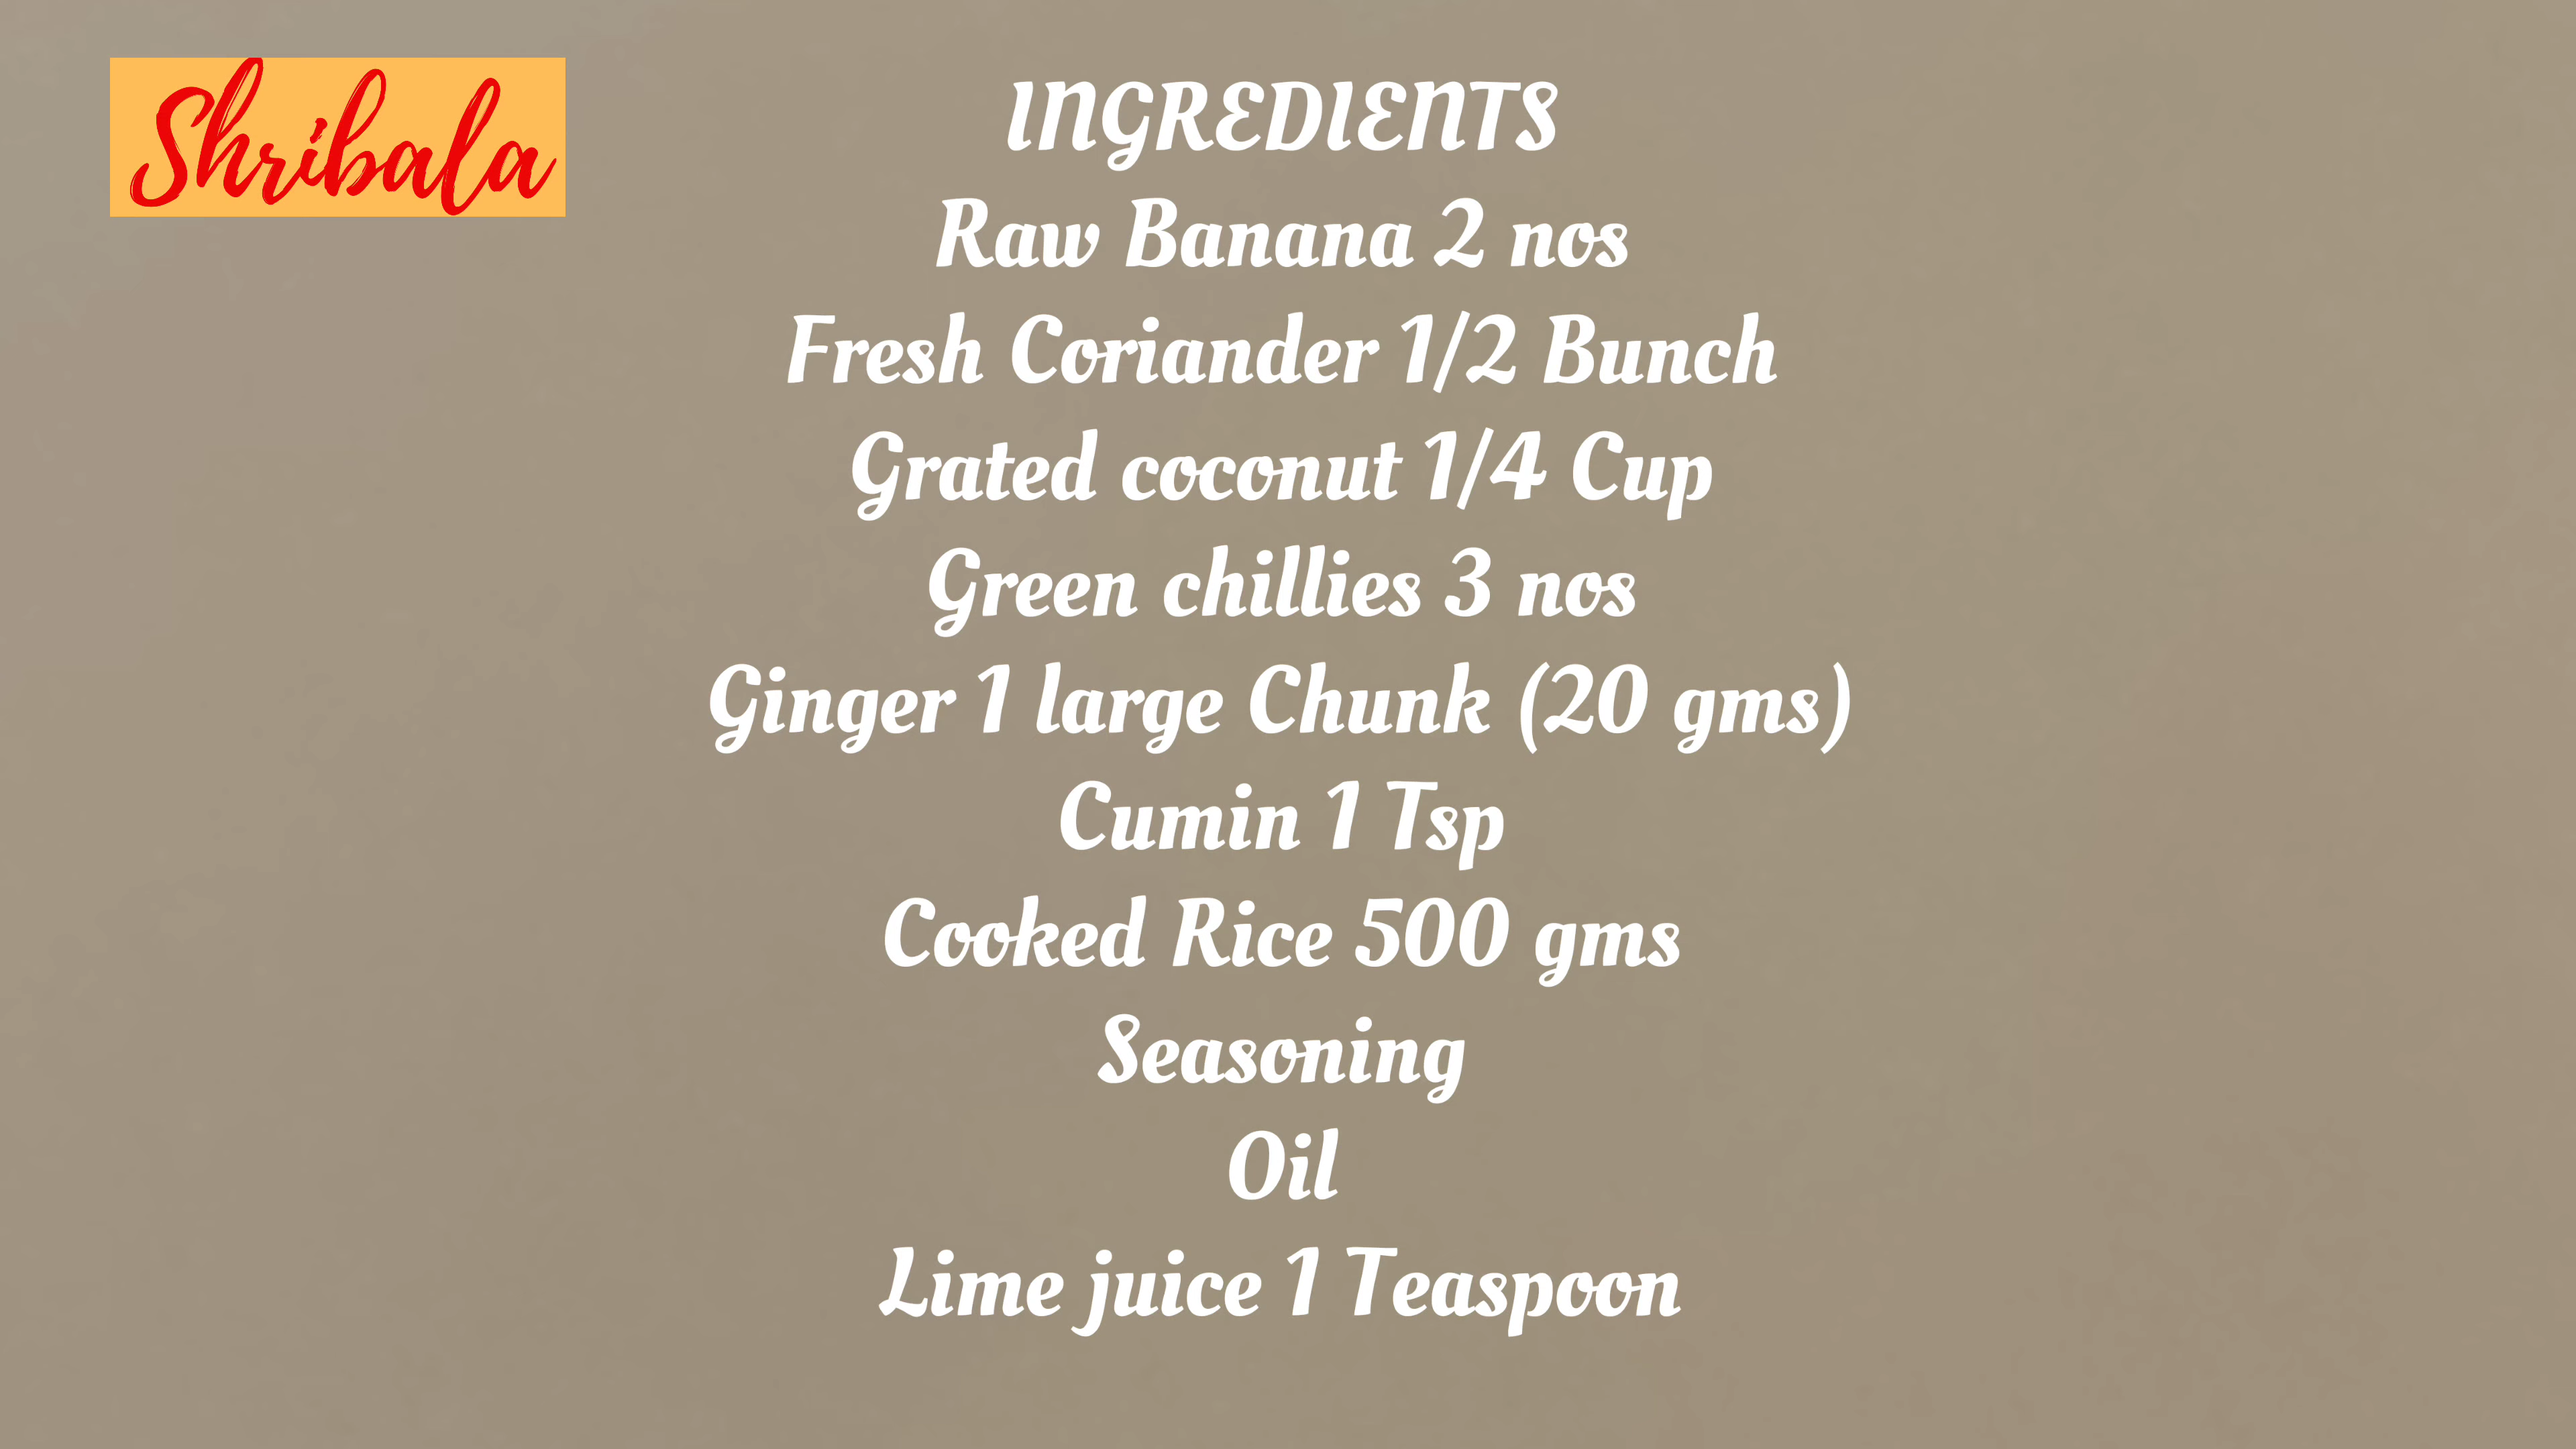 Shribala
INGREDIENTS
Raw Banana 2 nos
Fresh Coriander 1/2 Bunch
Grated coconut 1/4 Cup
Green chillies 3 nos
Ginger 1 large Chunk (20 gms)
Cumin 1 Tsp
Cooked Rice 500 gms
Seasoning
Oil
Lime juice 1 Teaspoon